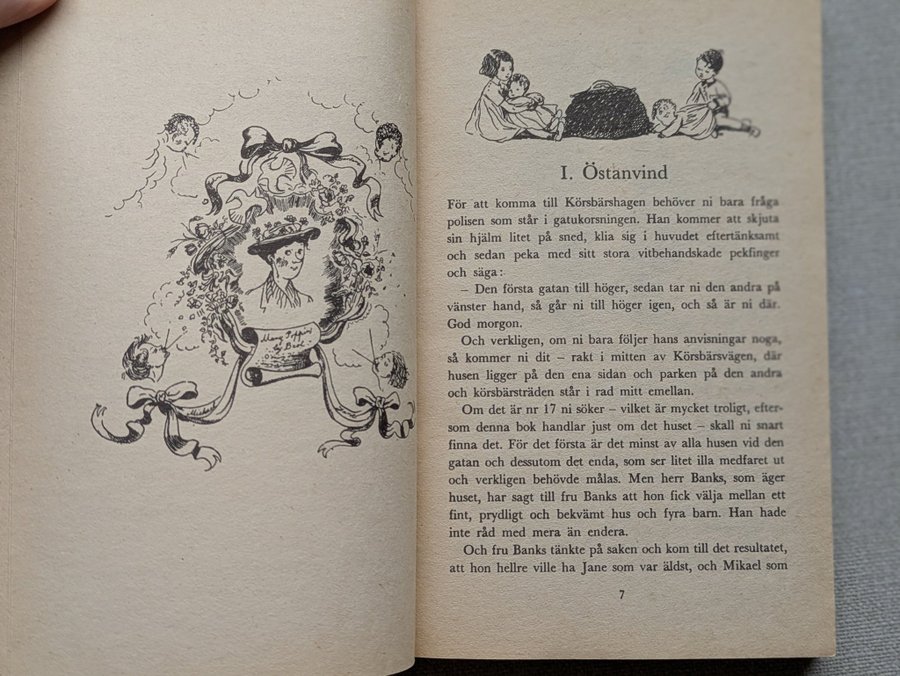 Mary Poppins
by Bert
I. Östanvind
För att komma till Körsbärshagen behöver ni bara fråga
polisen som står i gatukorsningen. Han kommer att skjuta
sin hjälm litet på sned, klia sig i huvudet eftertänksamt
och sedan peka med sitt stora vitbehandskade pekfinger
och säga:
– Den första gatan till höger, sedan tar ni den andra på
vänster hand, så går ni till höger igen, och så är ni där.
God morgon.
Och verkligen, om ni bara följer hans anvisningar noga,
så kommer ni dit – rakt i mitten av Körsbärsvägen, där
husen ligger på den ena sidan och parken på den andra
och körsbärsträden står i rad mitt emellan.
Om det är nr 17 ni söker – vilket är mycket troligt, efter-
som denna bok handlar just om det huset – skall ni snart
finna det. För det första är det minst av alla husen vid den
gatan och dessutom det enda, som ser litet illa medfaret ut
och verkligen behövde målas. Men herr Banks, som äger
huset, har sagt till fru Banks att hon fick välja mellan ett
fint, prydligt och bekvämt hus och fyra barn. Han hade
inte råd med mera än endera.
Och fru Banks tänkte på saken och kom till det resultatet,
att hon hellre ville ha Jane som var äldst, och Mikael som
7